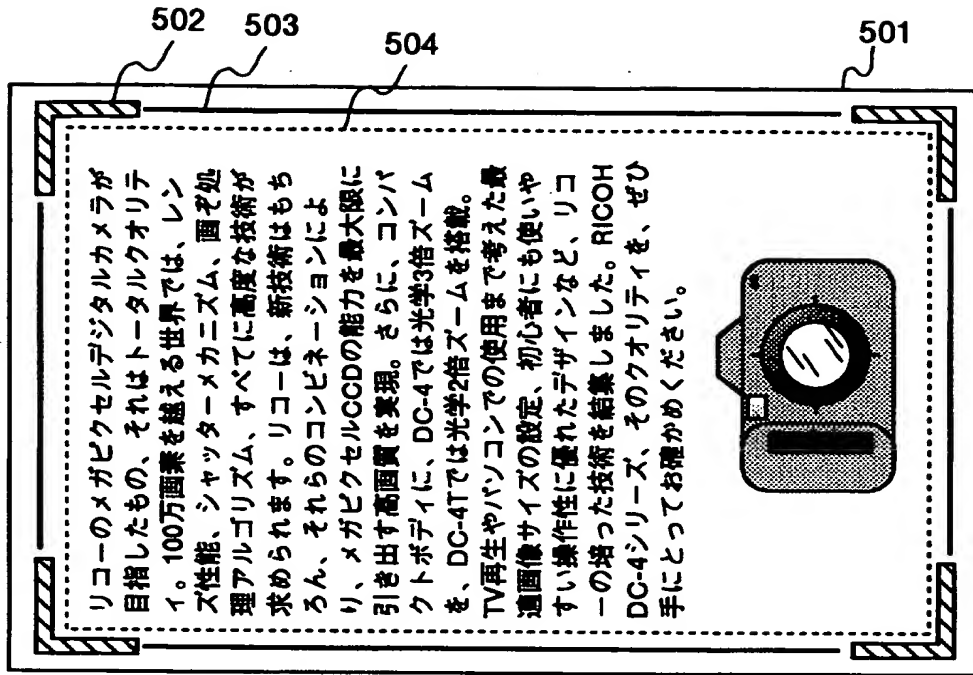 502
503
504
501
リコーのメガピクセルデジタルカメラが
目指したもの、それはトータルクオリテ
ィ。100万画素を越える世界では、レン
ズ性能、シャッターメカニズム、画ぞ処
理アルゴリズム、すべてに高度な技術が
求められます。リコーは、新技術はもち
ろん、それらのコンビネーションによ
り、メガピクセルCCDの能力を最大限に
引き出す高画質を実現。さらに、コンパ
クトボディに、DC-4では光学3倍ズーム
を、DC-4Tでは光学2倍ズームを搭載。
TV再生やパソコンでの使用まで考えた最
適画像サイズの設定、初心者にも使いや
すい操作性に優れたデザインなど、リコ
ーの培った技術を結集しました。RICOH
DC-4シリーズ、そのクオリティを、ぜひ
手にとってお確かめください。